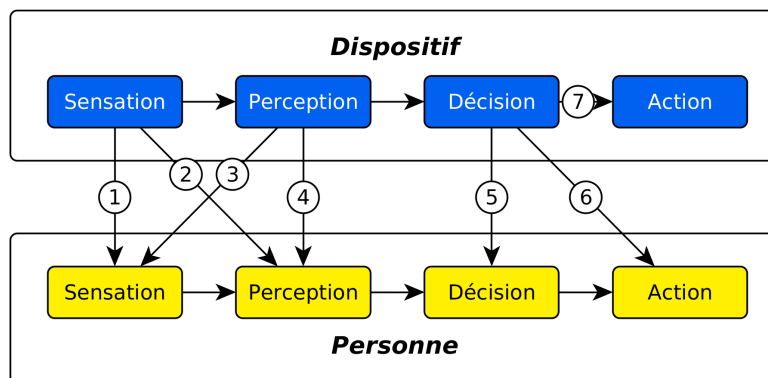 Dispositif
Sensation Perception Décision 7 Action
2 3
1 4 5 6
Sensation Perception Décision Action
Personne